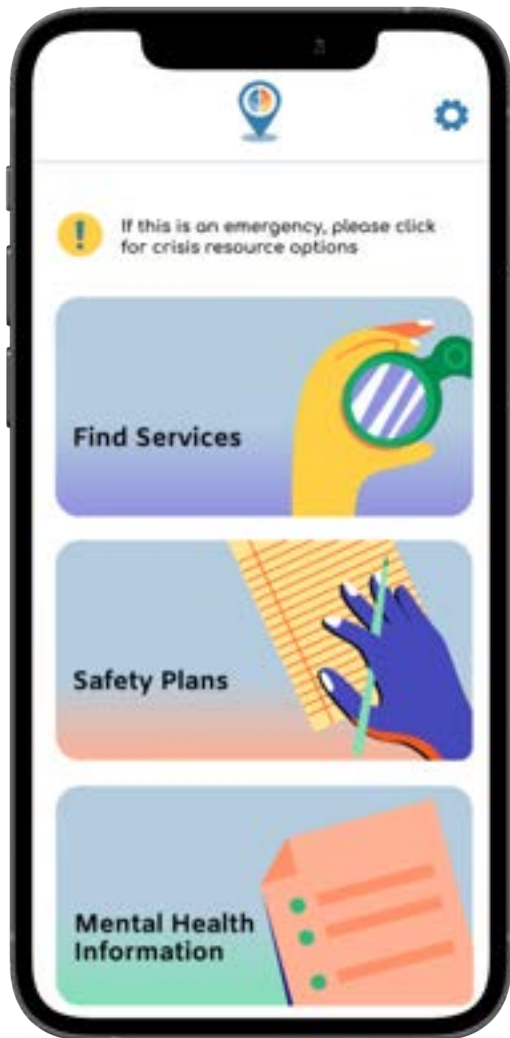 If this is an emergency, please click
for crisis resource options
Find Services
Safety Plans
Mental Health
Information